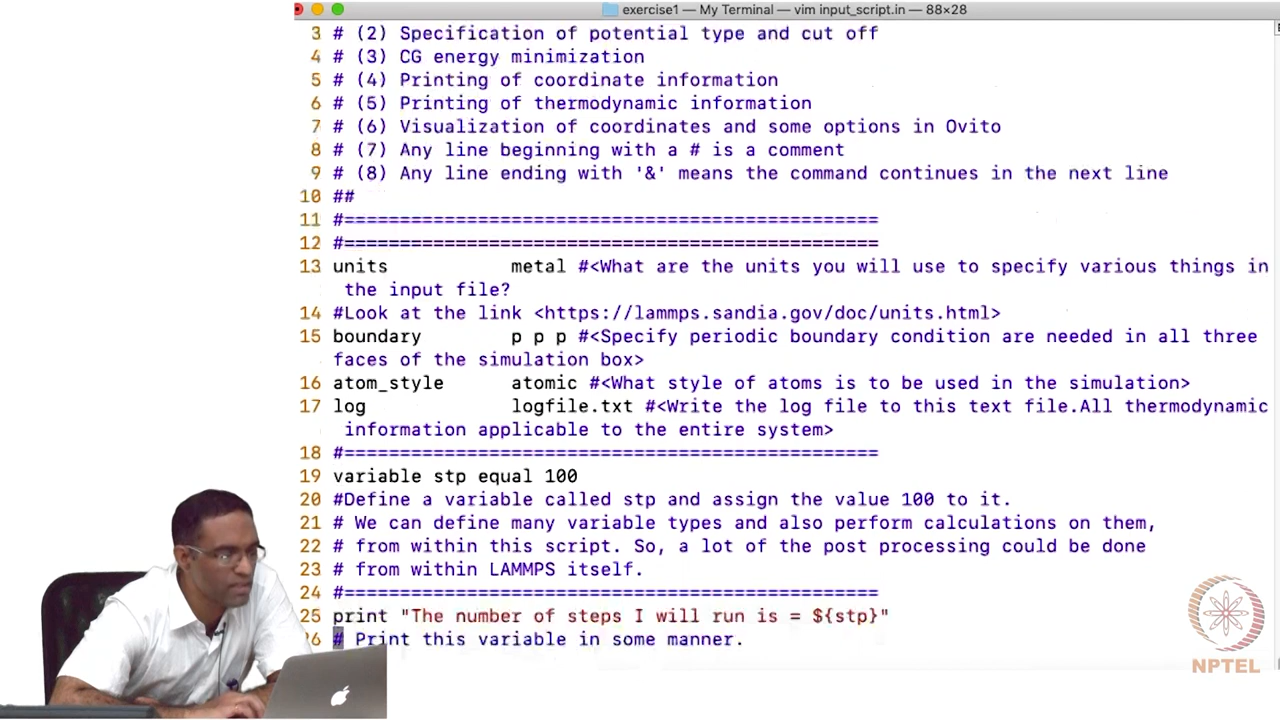 exercise1 — My Terminal — vim input_script.in — 88×28
3 # (2) Specification of potential type and cut off
4 # (3) CG energy minimization
5 # (4) Printing of coordinate information
6 # (5) Printing of thermodynamic information
7 # (6) Visualization of coordinates and some options in Ovito
8 # (7) Any line beginning with a # is a comment
9 # (8) Any line ending with '&' means the command continues in the next line
10 ##
11 #================================================
12 #================================================
13 units metal #<What are the units you will use to specify various things in
the input file?
14 #Look at the link <https://lammps.sandia.gov/doc/units.html>
15 boundary p p p #<Specify periodic boundary condition are needed in all three
faces of the simulation box>
16 atom_style atomic #<What style of atoms is to be used in the simulation>
17 log logfile.txt #<Write the log file to this text file.All thermodynamic
information applicable to the entire system>
18 #================================================
19 variable stp equal 100
20 #Define a variable called stp and assign the value 100 to it.
21 # We can define many variable types and also perform calculations on them,
22 # from within this script. So, a lot of the post processing could be done
23 # from within LAMMPS itself.
24 #================================================
25 print "The number of steps I will run is = ${stp}"
26 # Print this variable in some manner.
NPTEL